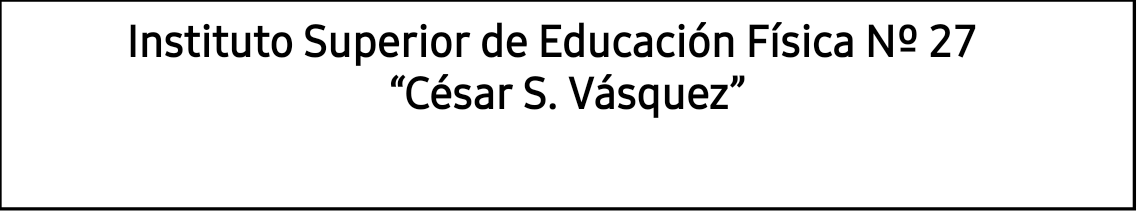 Instituto Superior de Educación Física Nº 27
“César S. Vásquez”